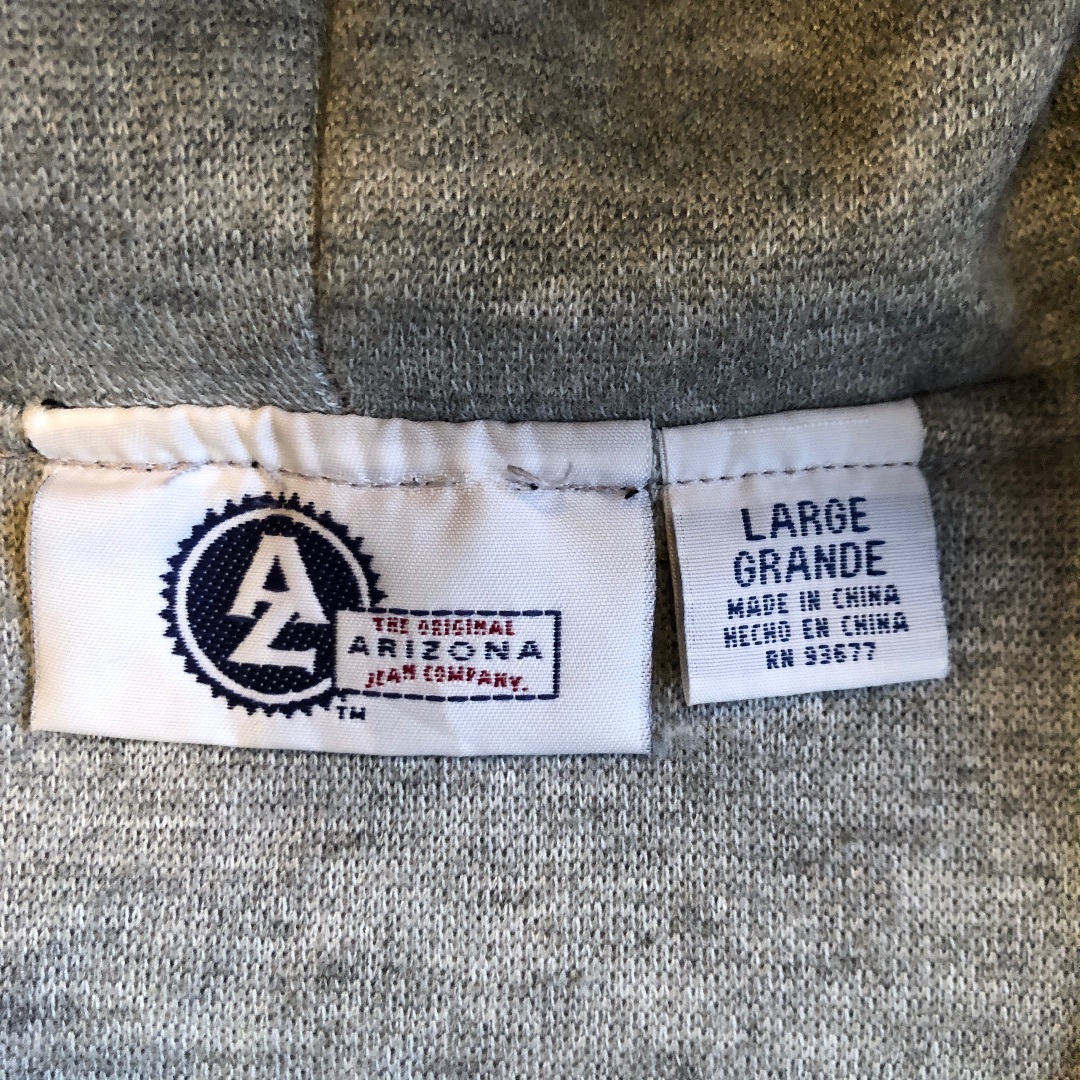 AZ
THE ORIGINAL
ARIZONA
JEAN COMPANY.
TM
LARGE
GRANDE
MADE IN CHINA
HECHO EN CHINA
RN 93677